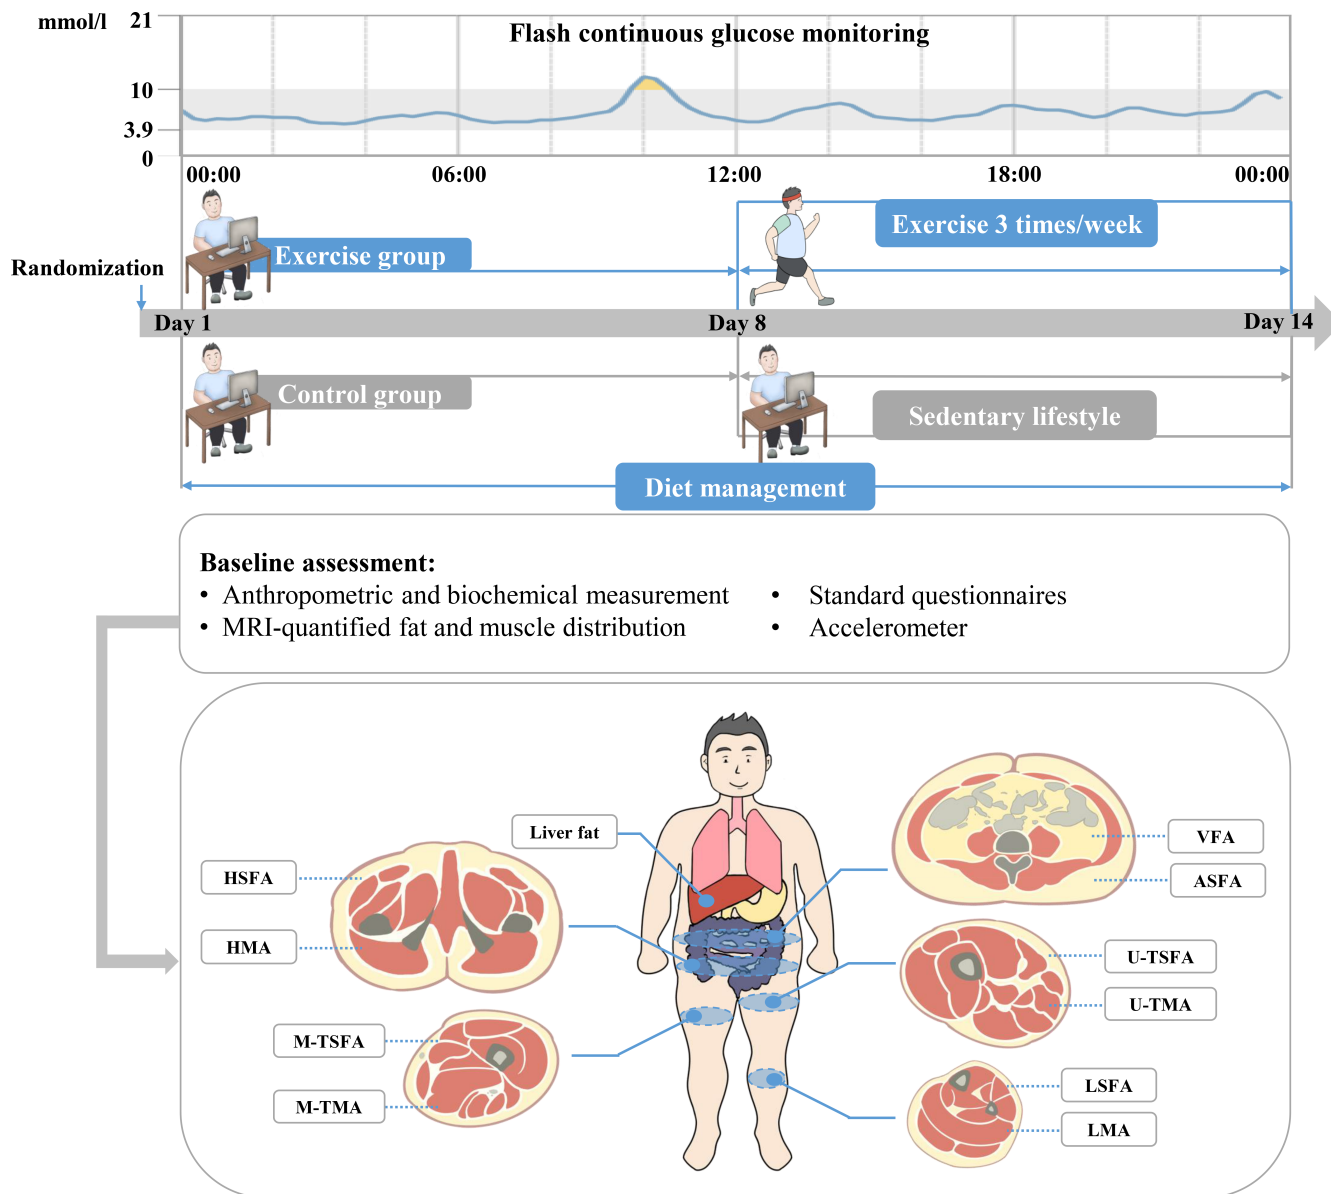 mmol/l
21
Flash continuous glucose monitoring
10
3.9
0
00:00 06:00 12:00 18:00 00:00
Exercise 3 times/week
Exercise group
Randomization
Day 1 Day 8 Day 14
Control group
Sedentary lifestyle
Diet management
Baseline assessment:
• Anthropometric and biochemical measurement
• MRI-quantified fat and muscle distribution
• Standard questionnaires
• Accelerometer
Liver fat
VFA
HSFA
ASFA
HMA
U-TSFA
U-TMA
M-TSFA
LSFA
M-TMA
LMA